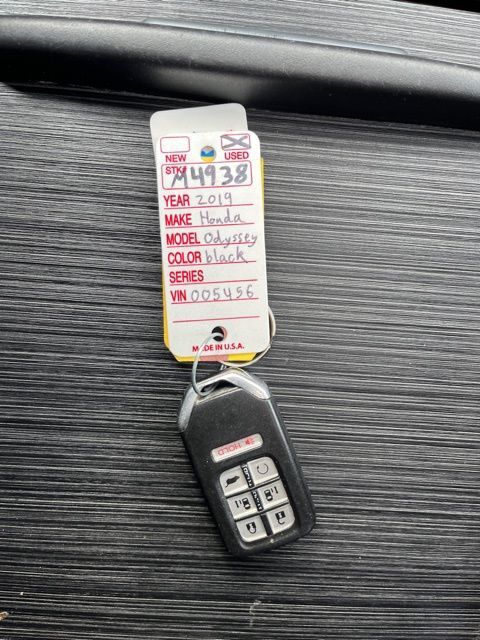 NEW USED
STK# M4938
YEAR 2019
MAKE Honda
MODEL Odyssey
COLOR black
SERIES
VIN 005456
MADE IN U.S.A.
HOLD